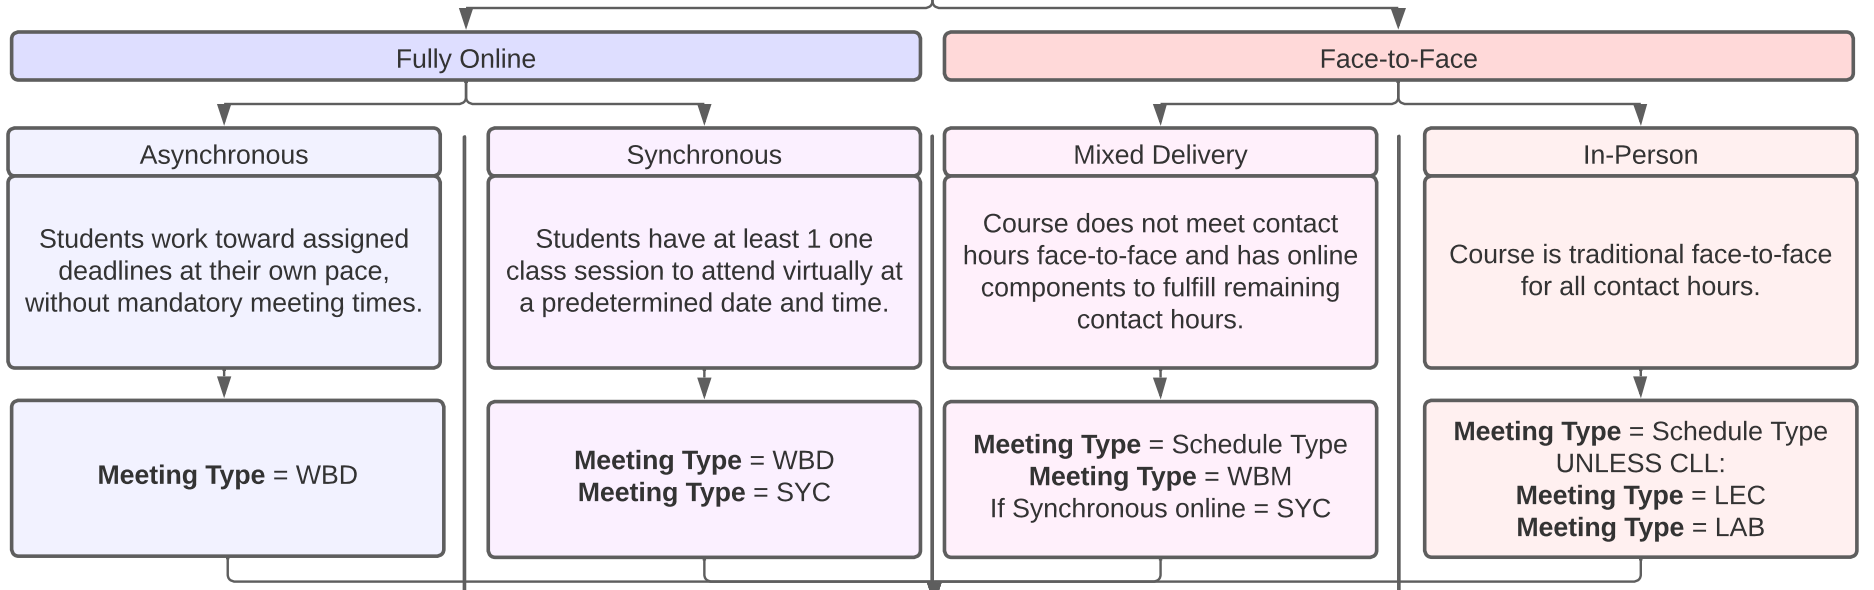 Fully Online
Face-to-Face
Asynchronous
Students work toward assigned
deadlines at their own pace,
without mandatory meeting times.
Meeting Type = WBD
Synchronous
Students have at least 1 one
class session to attend virtually at
a predetermined date and time.
Meeting Type = WBD
Meeting Type = SYC
Mixed Delivery
Course does not meet contact
hours face-to-face and has online
components to fulfill remaining
contact hours.
Meeting Type = Schedule Type
Meeting Type = WBM
If Synchronous online = SYC
In-Person
Course is traditional face-to-face
for all contact hours.
Meeting Type = Schedule Type
UNLESS CLL:
Meeting Type = LEC
Meeting Type = LAB